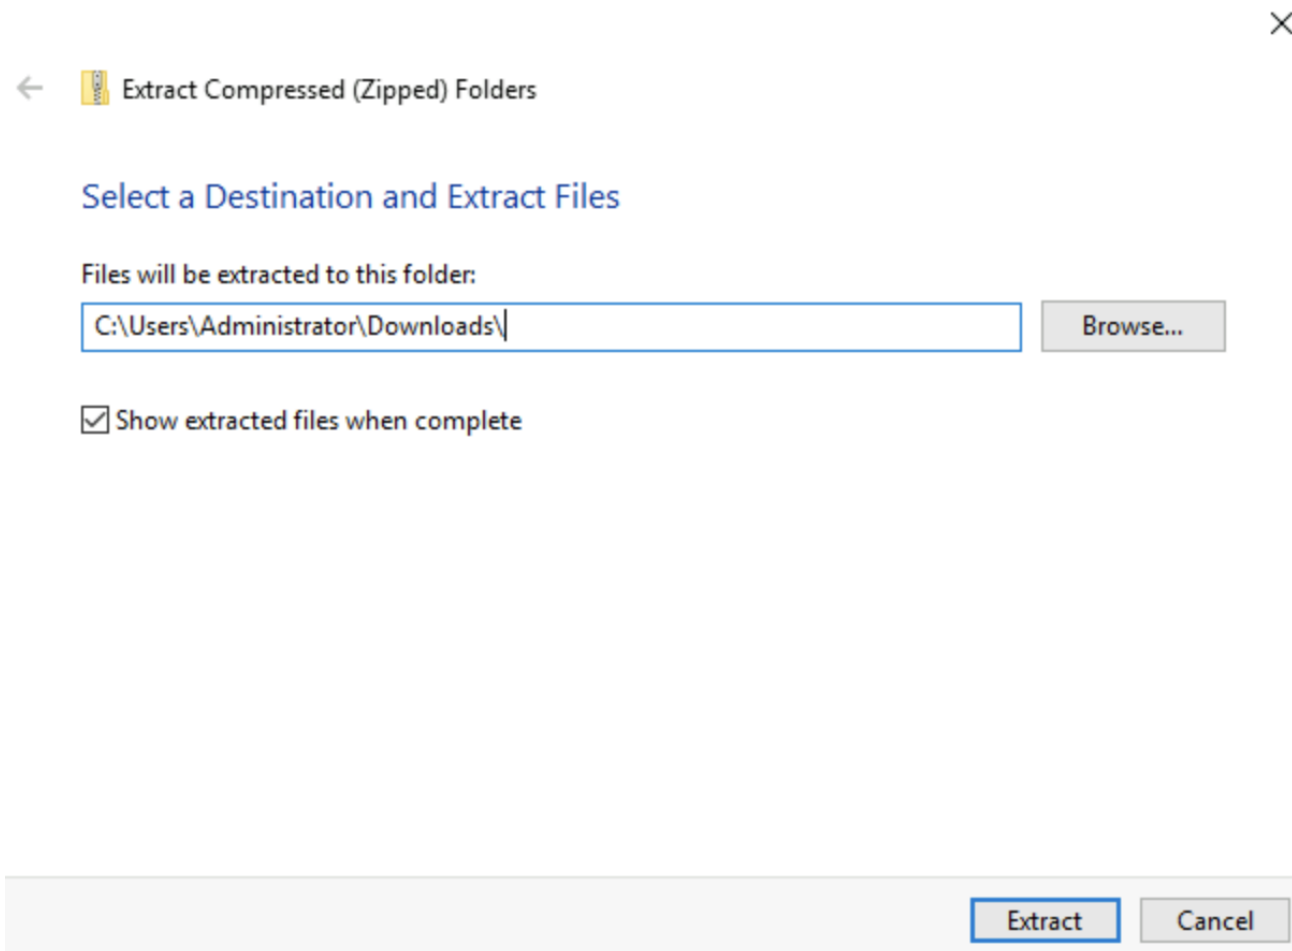 Extract Compressed (Zipped) Folders
Select a Destination and Extract Files
Files will be extracted to this folder:
C:\Users\Administrator\Downloads\
Browse...
Show extracted files when complete
Extract
Cancel